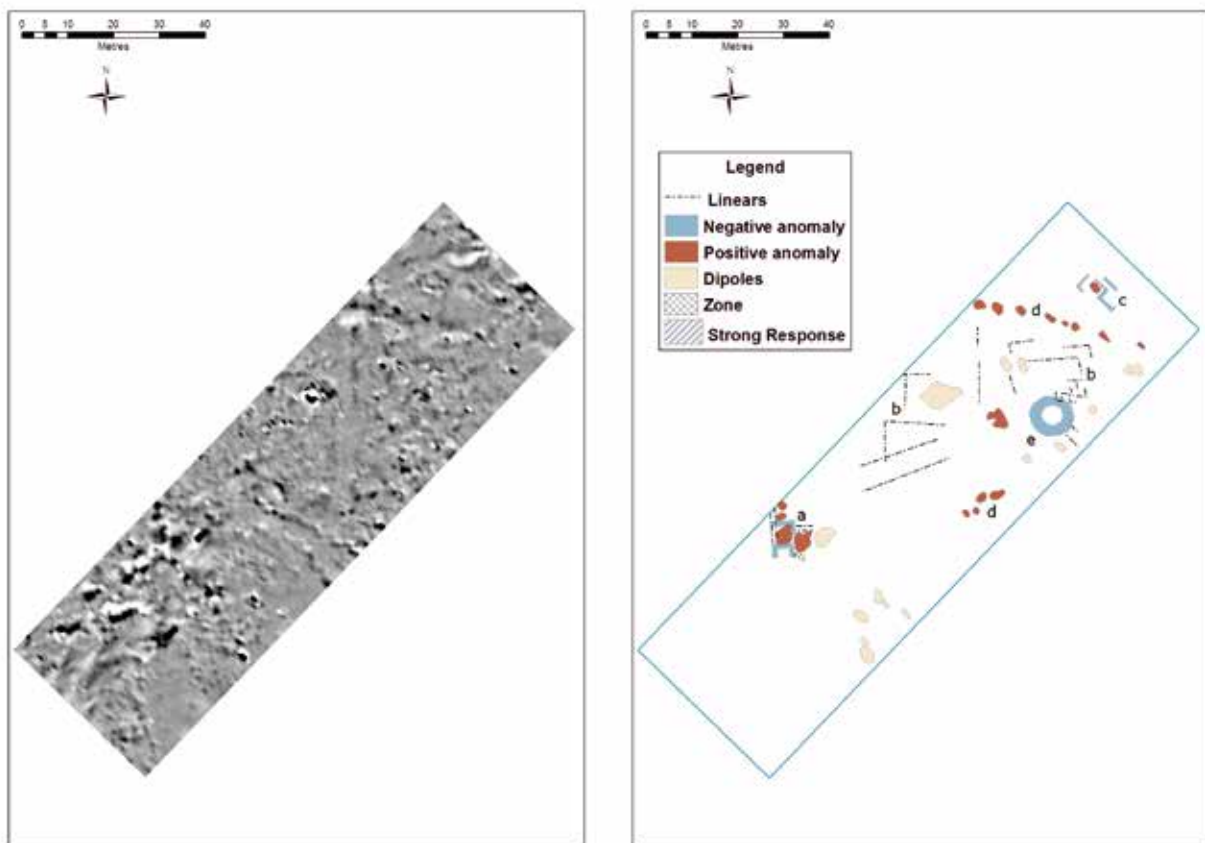 0 5 10 20 30 40
Metres
N
0 5 10 20 30 40
Metres
N
Legend
Linears
Negative anomaly
Positive anomaly
Dipoles
Zone
Strong Response
c
d
b
b
e
a
d